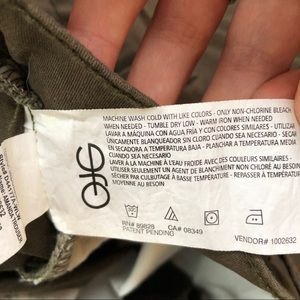 MACHINE WASH COLD WITH LIKE COLORS - ONLY NON-CHLORINE BLEACH
WHEN NEEDED - TUMBLE DRY LOW - WARM IRON WHEN NEEDED
LAVAR A MÁQUINA CON AGUA FRÍA Y CON COLORES SIMILARES - UTILIZAR
ÚNICAMENTE BLANQUEADOR SIN CLORO CUANDO SEA NECESARIO - SECAR
EN SECADORA A TEMPERATURA BAJA - PLANCHAR A TEMPERATURA TIBIA
CUANDO SEA NECESARIO
LAVER À LA MACHINE À L'EAU FROIDE AVEC DES COULEURS SIMILAIRES -
UTILISER SEULEMENT UN AGENT DE BLANCHIMENT NON CHLORÉ AU BESOIN -
SÉCHER PAR CULBUTAGE À BASSE TEMPÉRATURE - REPASSER À TEMPÉRATURE
MOYENNE AU BESOIN
RN# 89828 CA# 08349
PATENT PENDING
VENDOR# 1002632